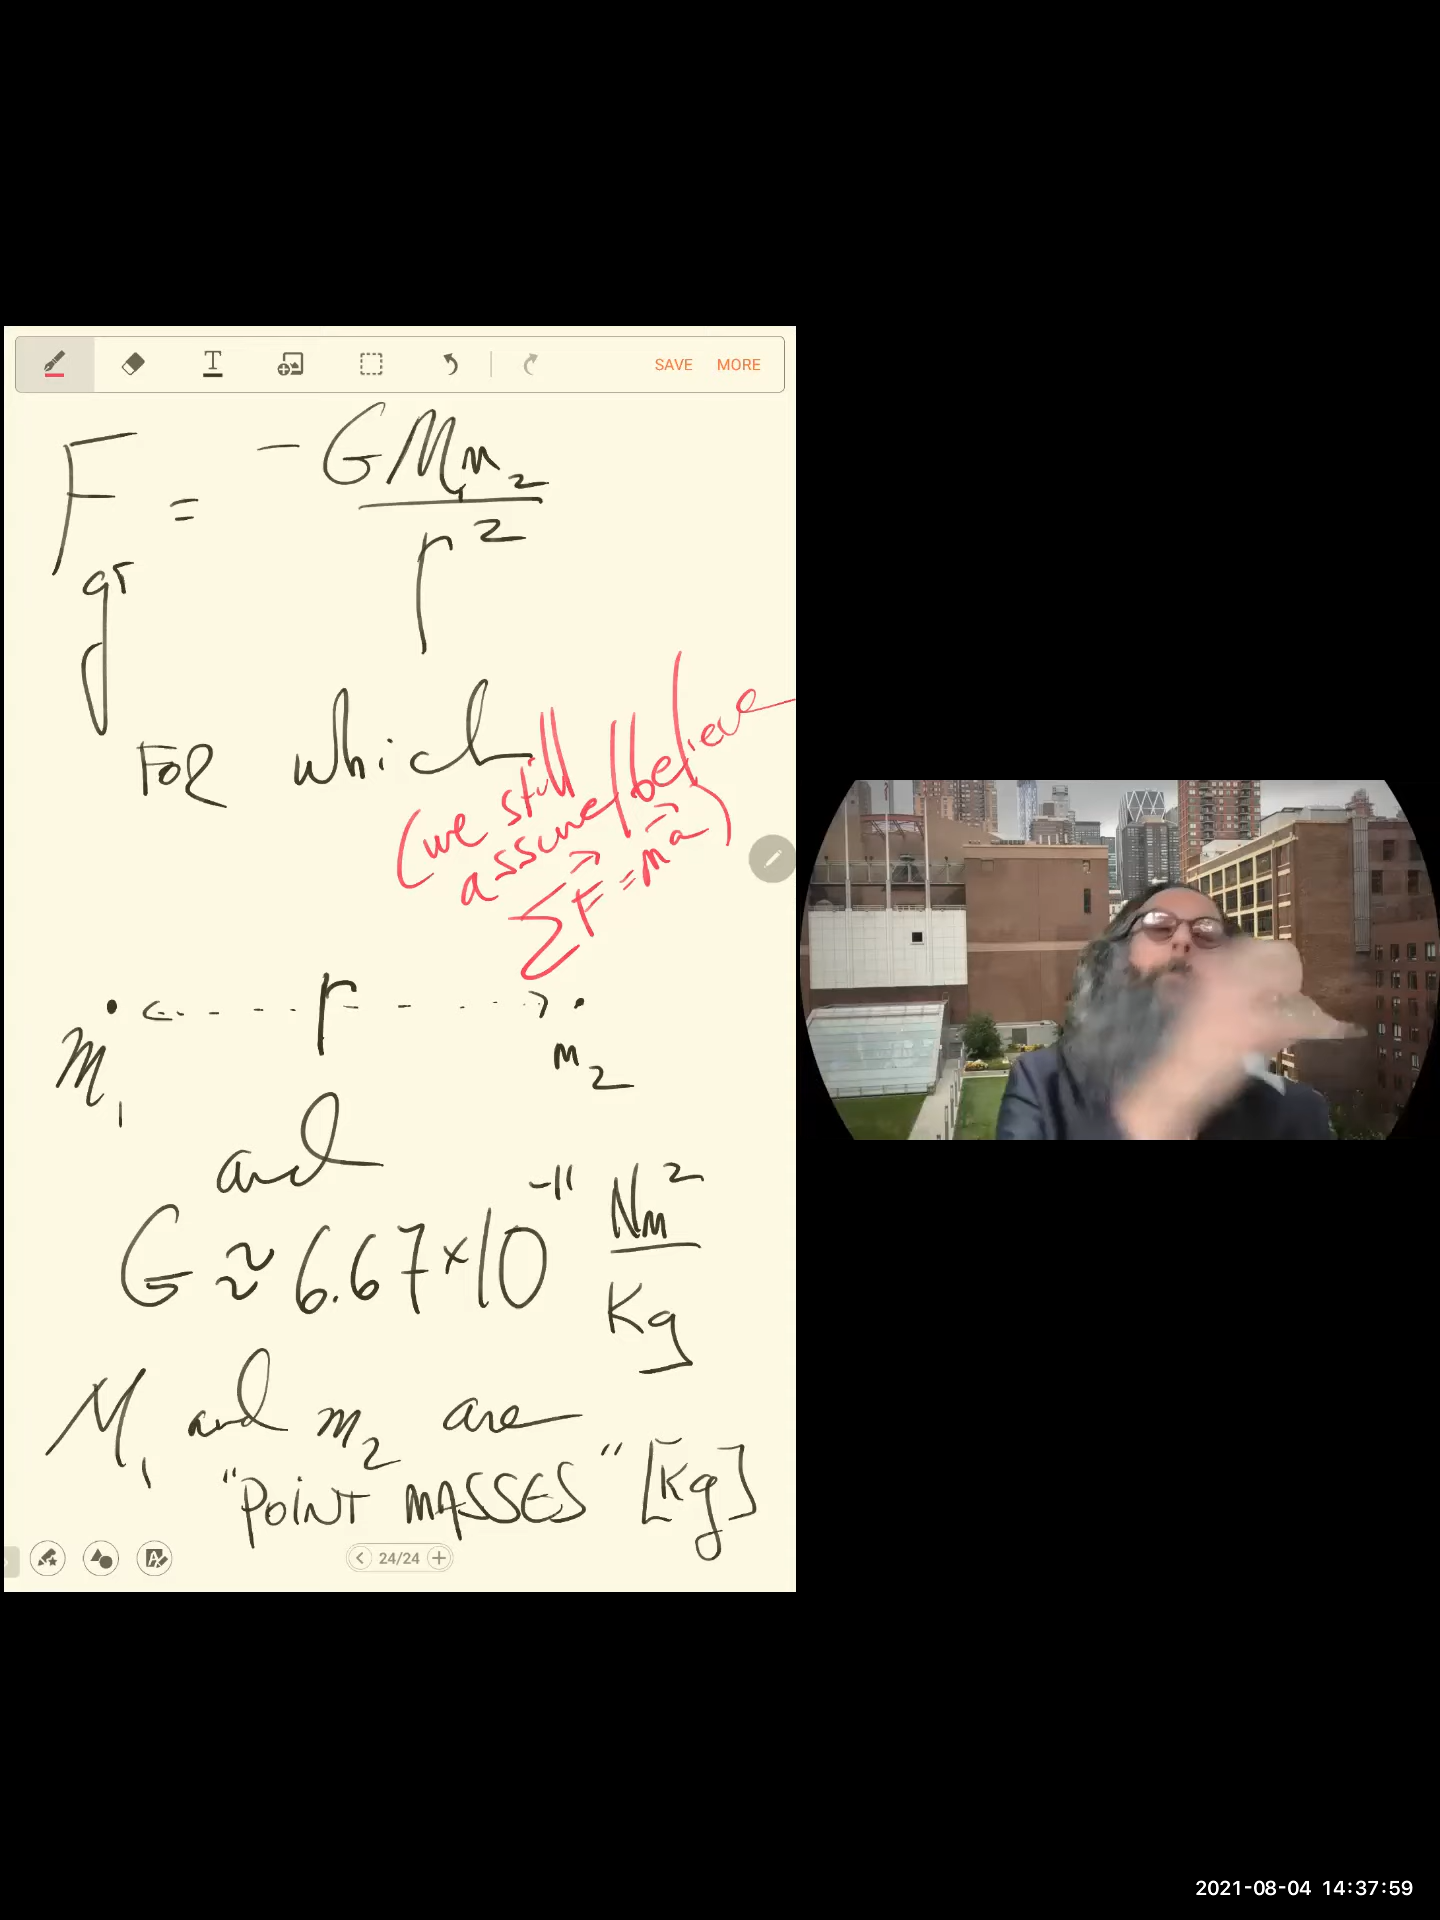 SAVE MORE
F_gr = -GM₁m₂ / r²
FOR which
(we still
assume/believe
ΣF⃗ = ma⃗)
r
m₁ m₂
and
G ≈ 6.67×10⁻¹¹ Nm² / Kg
M₁ and m₂ are
"POINT MASSES" [Kg]
24/24
2021-08-04 14:37:59